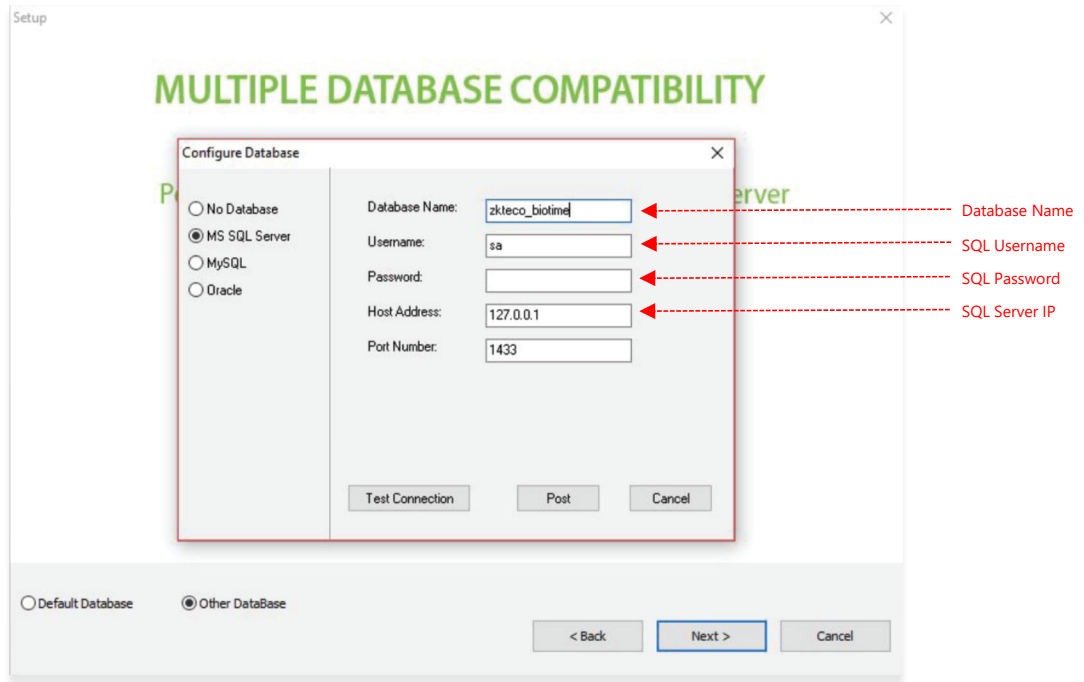 Setup
MULTIPLE DATABASE COMPATIBILITY
Configure Database
P
erver
No Database
MS SQL Server
MySQL
Oracle
Database Name:
zkteco_biotime
Database Name
Username:
sa
SQL Username
Password:
SQL Password
Host Address:
127.0.0.1
SQL Server IP
Port Number:
1433
Test Connection
Post
Cancel
Default Database
Other DataBase
< Back
Next >
Cancel